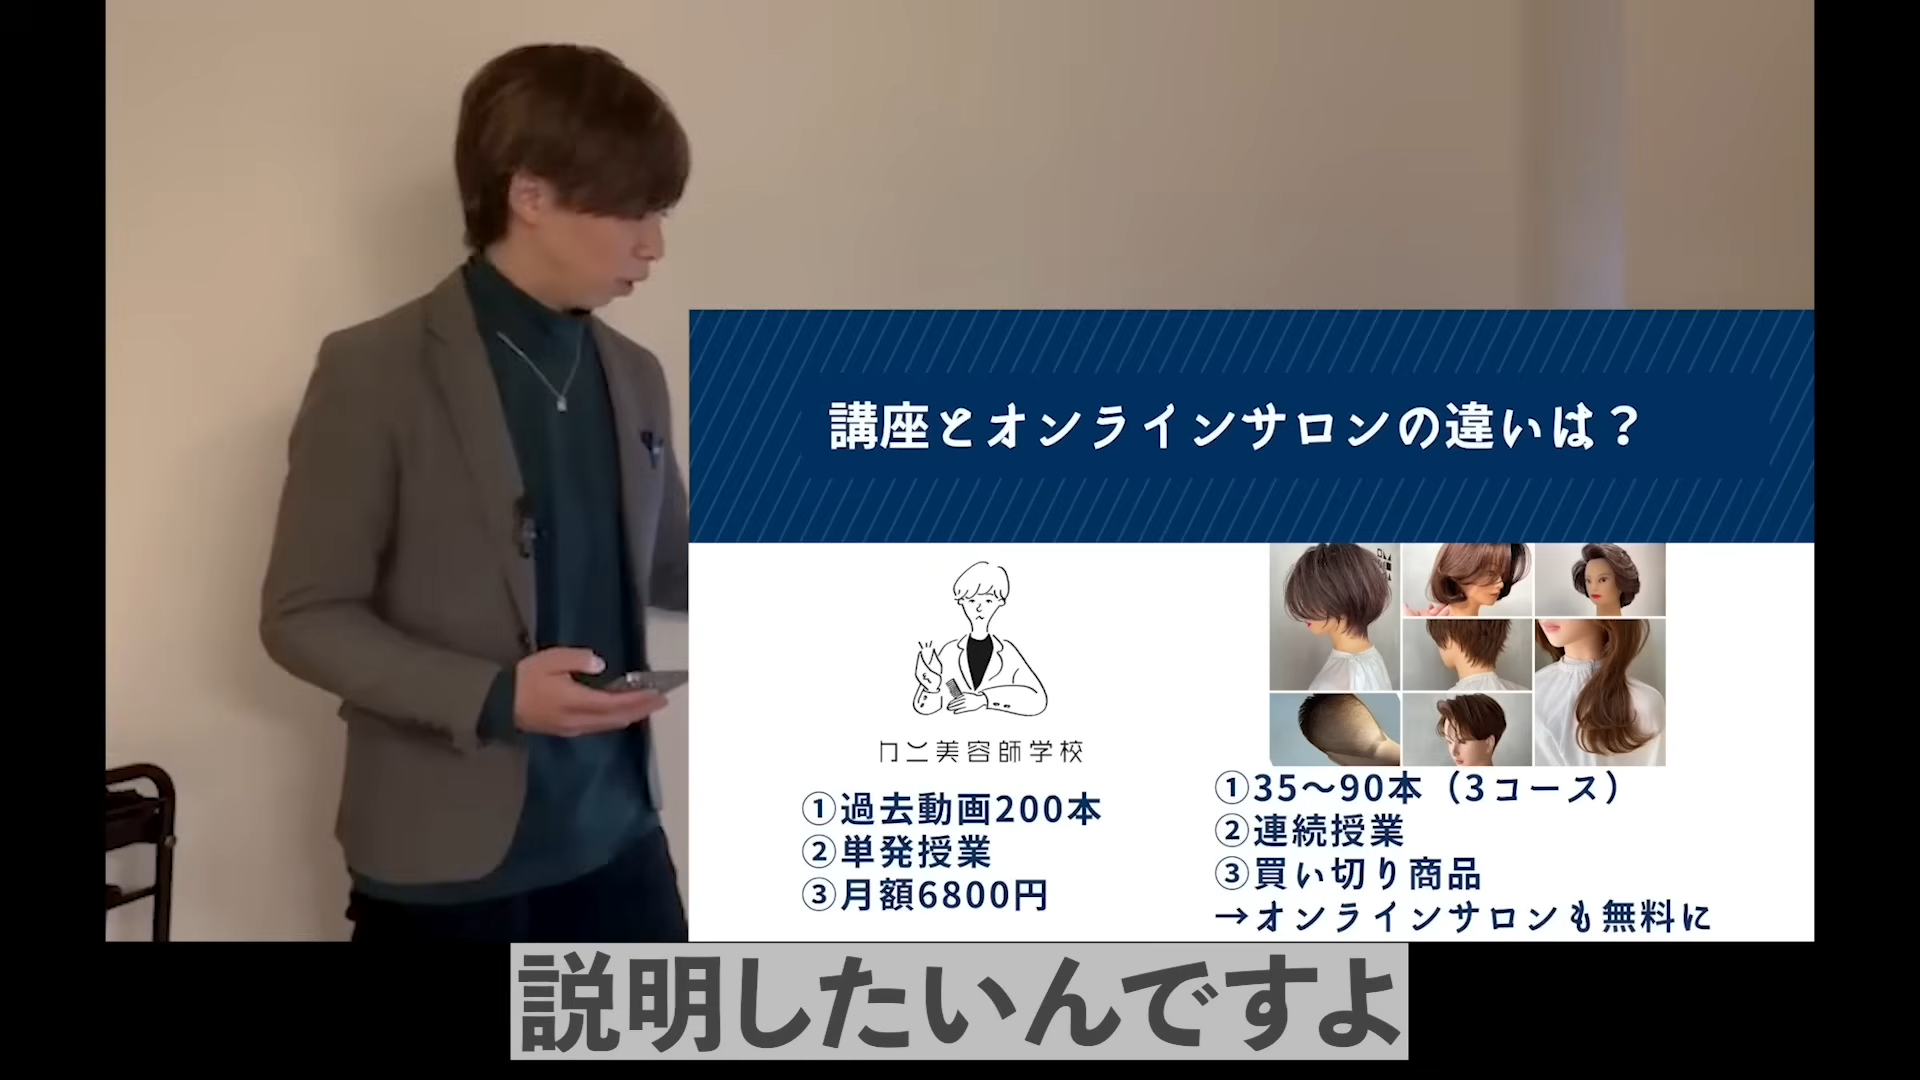 講座とオンラインサロンの違いは？
カン美容師学校
①過去動画200本
②単発授業
③月額6800円
①35〜90本（3コース）
②連続授業
③買い切り商品
→オンラインサロンも無料に
説明したいんですよ